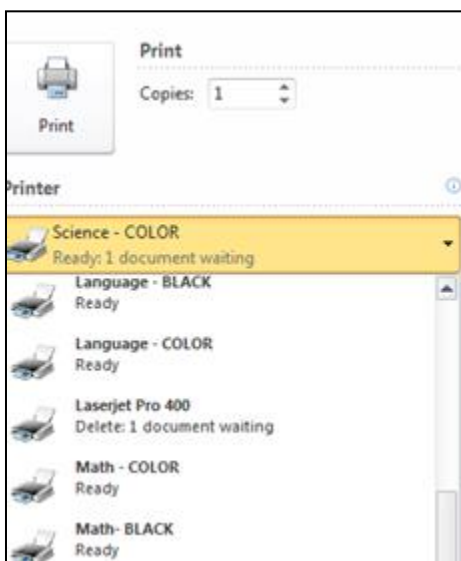 Print
Copies: 1
Print
Printer
Science - COLOR
Ready: 1 document waiting
Language - BLACK
Ready
Language - COLOR
Ready
Laserjet Pro 400
Delete: 1 document waiting
Math - COLOR
Ready
Math- BLACK
Ready